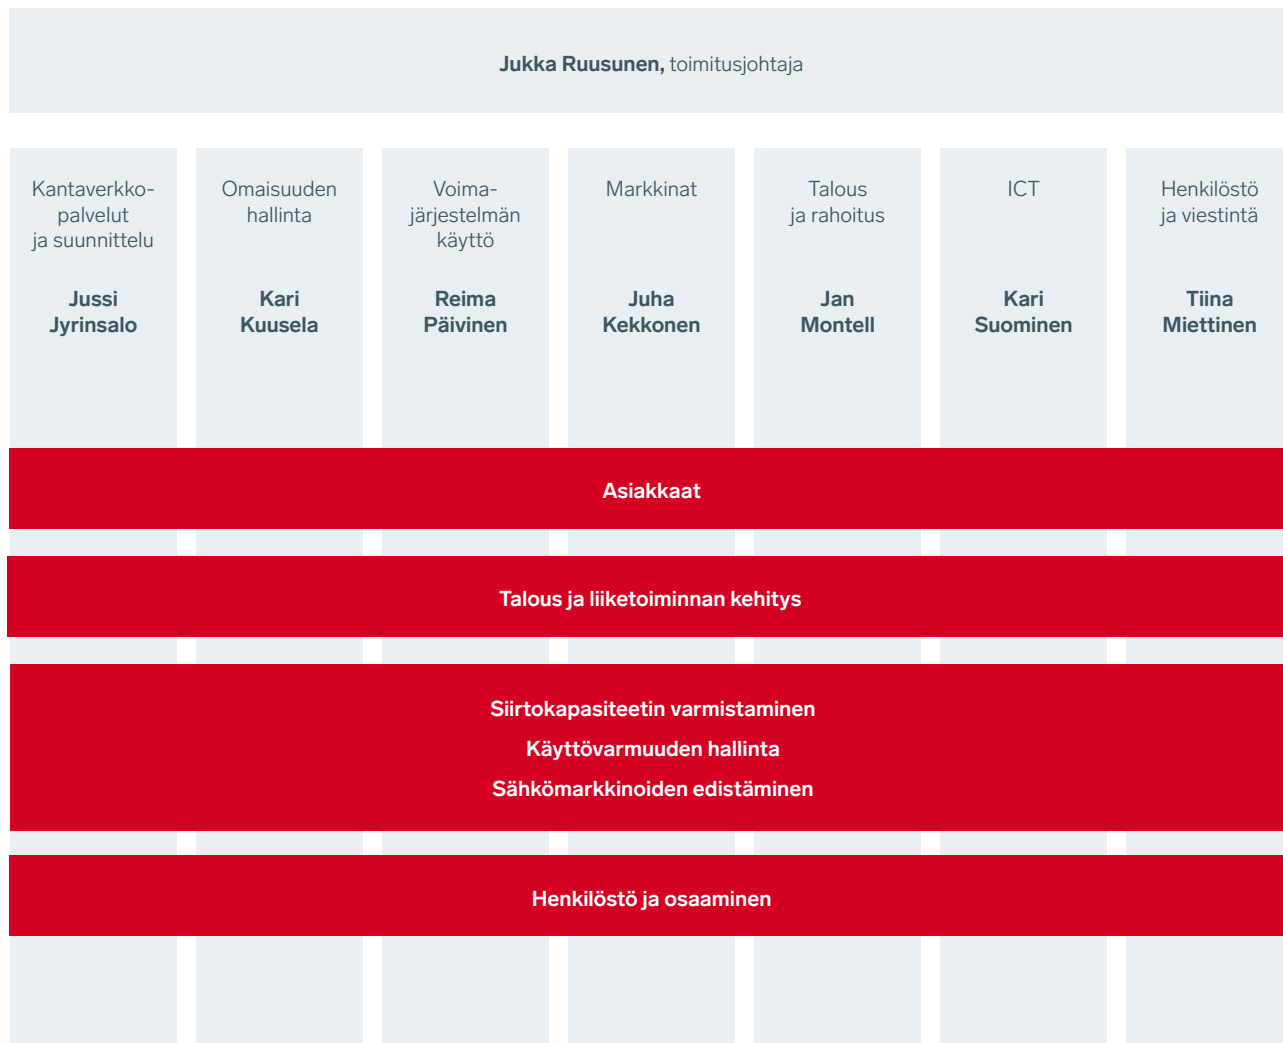 Jukka Ruusunen, toimitusjohtaja
Kantaverkko-
palvelut
ja suunnittelu
Jussi
Jyrinsalo
Omaisuuden
hallinta
Kari
Kuusela
Voima-
järjestelmän
käyttö
Reima
Päivinen
Markkinat
Juha
Kekkonen
Talous
ja rahoitus
Jan
Montell
ICT
Kari
Suominen
Henkilöstö
ja viestintä
Tiina
Miettinen
Asiakkaat
Talous ja liiketoiminnan kehitys
Siirtokapasiteetin varmistaminen
Käyttövarmuuden hallinta
Sähkömarkkinoiden edistäminen
Henkilöstö ja osaaminen